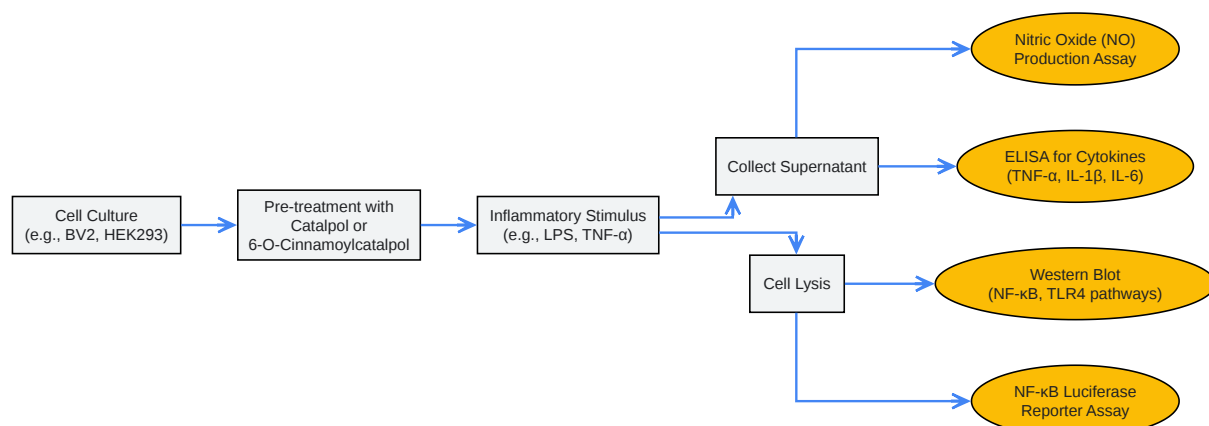 Cell Culture
(e.g., BV2, HEK293)
Pre-treatment with
Catalpol or
6-O-Cinnamoylcatalpol
Inflammatory Stimulus
(e.g., LPS, TNF-α)
Collect Supernatant
Cell Lysis
Nitric Oxide (NO)
Production Assay
ELISA for Cytokines
(TNF-α, IL-1β, IL-6)
Western Blot
(NF-κB, TLR4 pathways)
NF-κB Luciferase
Reporter Assay